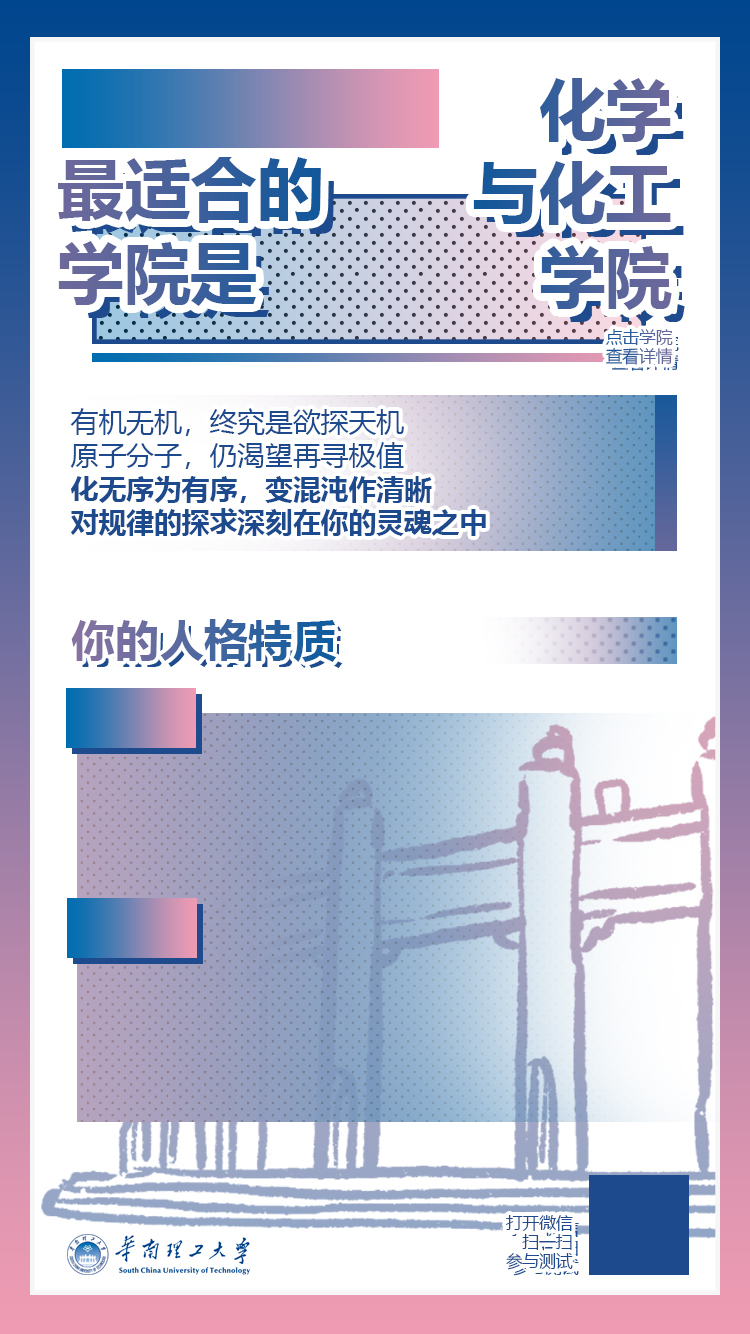 最适合的
学院是
化学
与化工
学院
点击学院
查看详情
有机无机，终究是欲探天机
原子分子，仍渴望再寻极值
化无序为有序，变混沌作清晰
对规律的探求深刻在你的灵魂之中
你的人格特质
華南理工大學
South China University of Technology
打开微信
扫一扫
参与测试